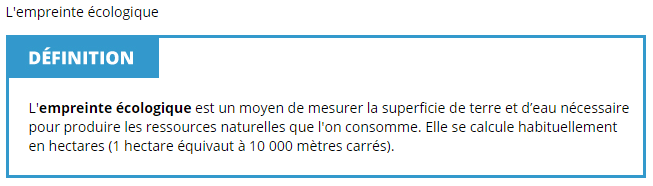 L'empreinte écologique
DÉFINITION
L'empreinte écologique est un moyen de mesurer la superficie de terre et d’eau nécessaire
pour produire les ressources naturelles que l'on consomme. Elle se calcule habituellement
en hectares (1 hectare équivaut à 10 000 mètres carrés).